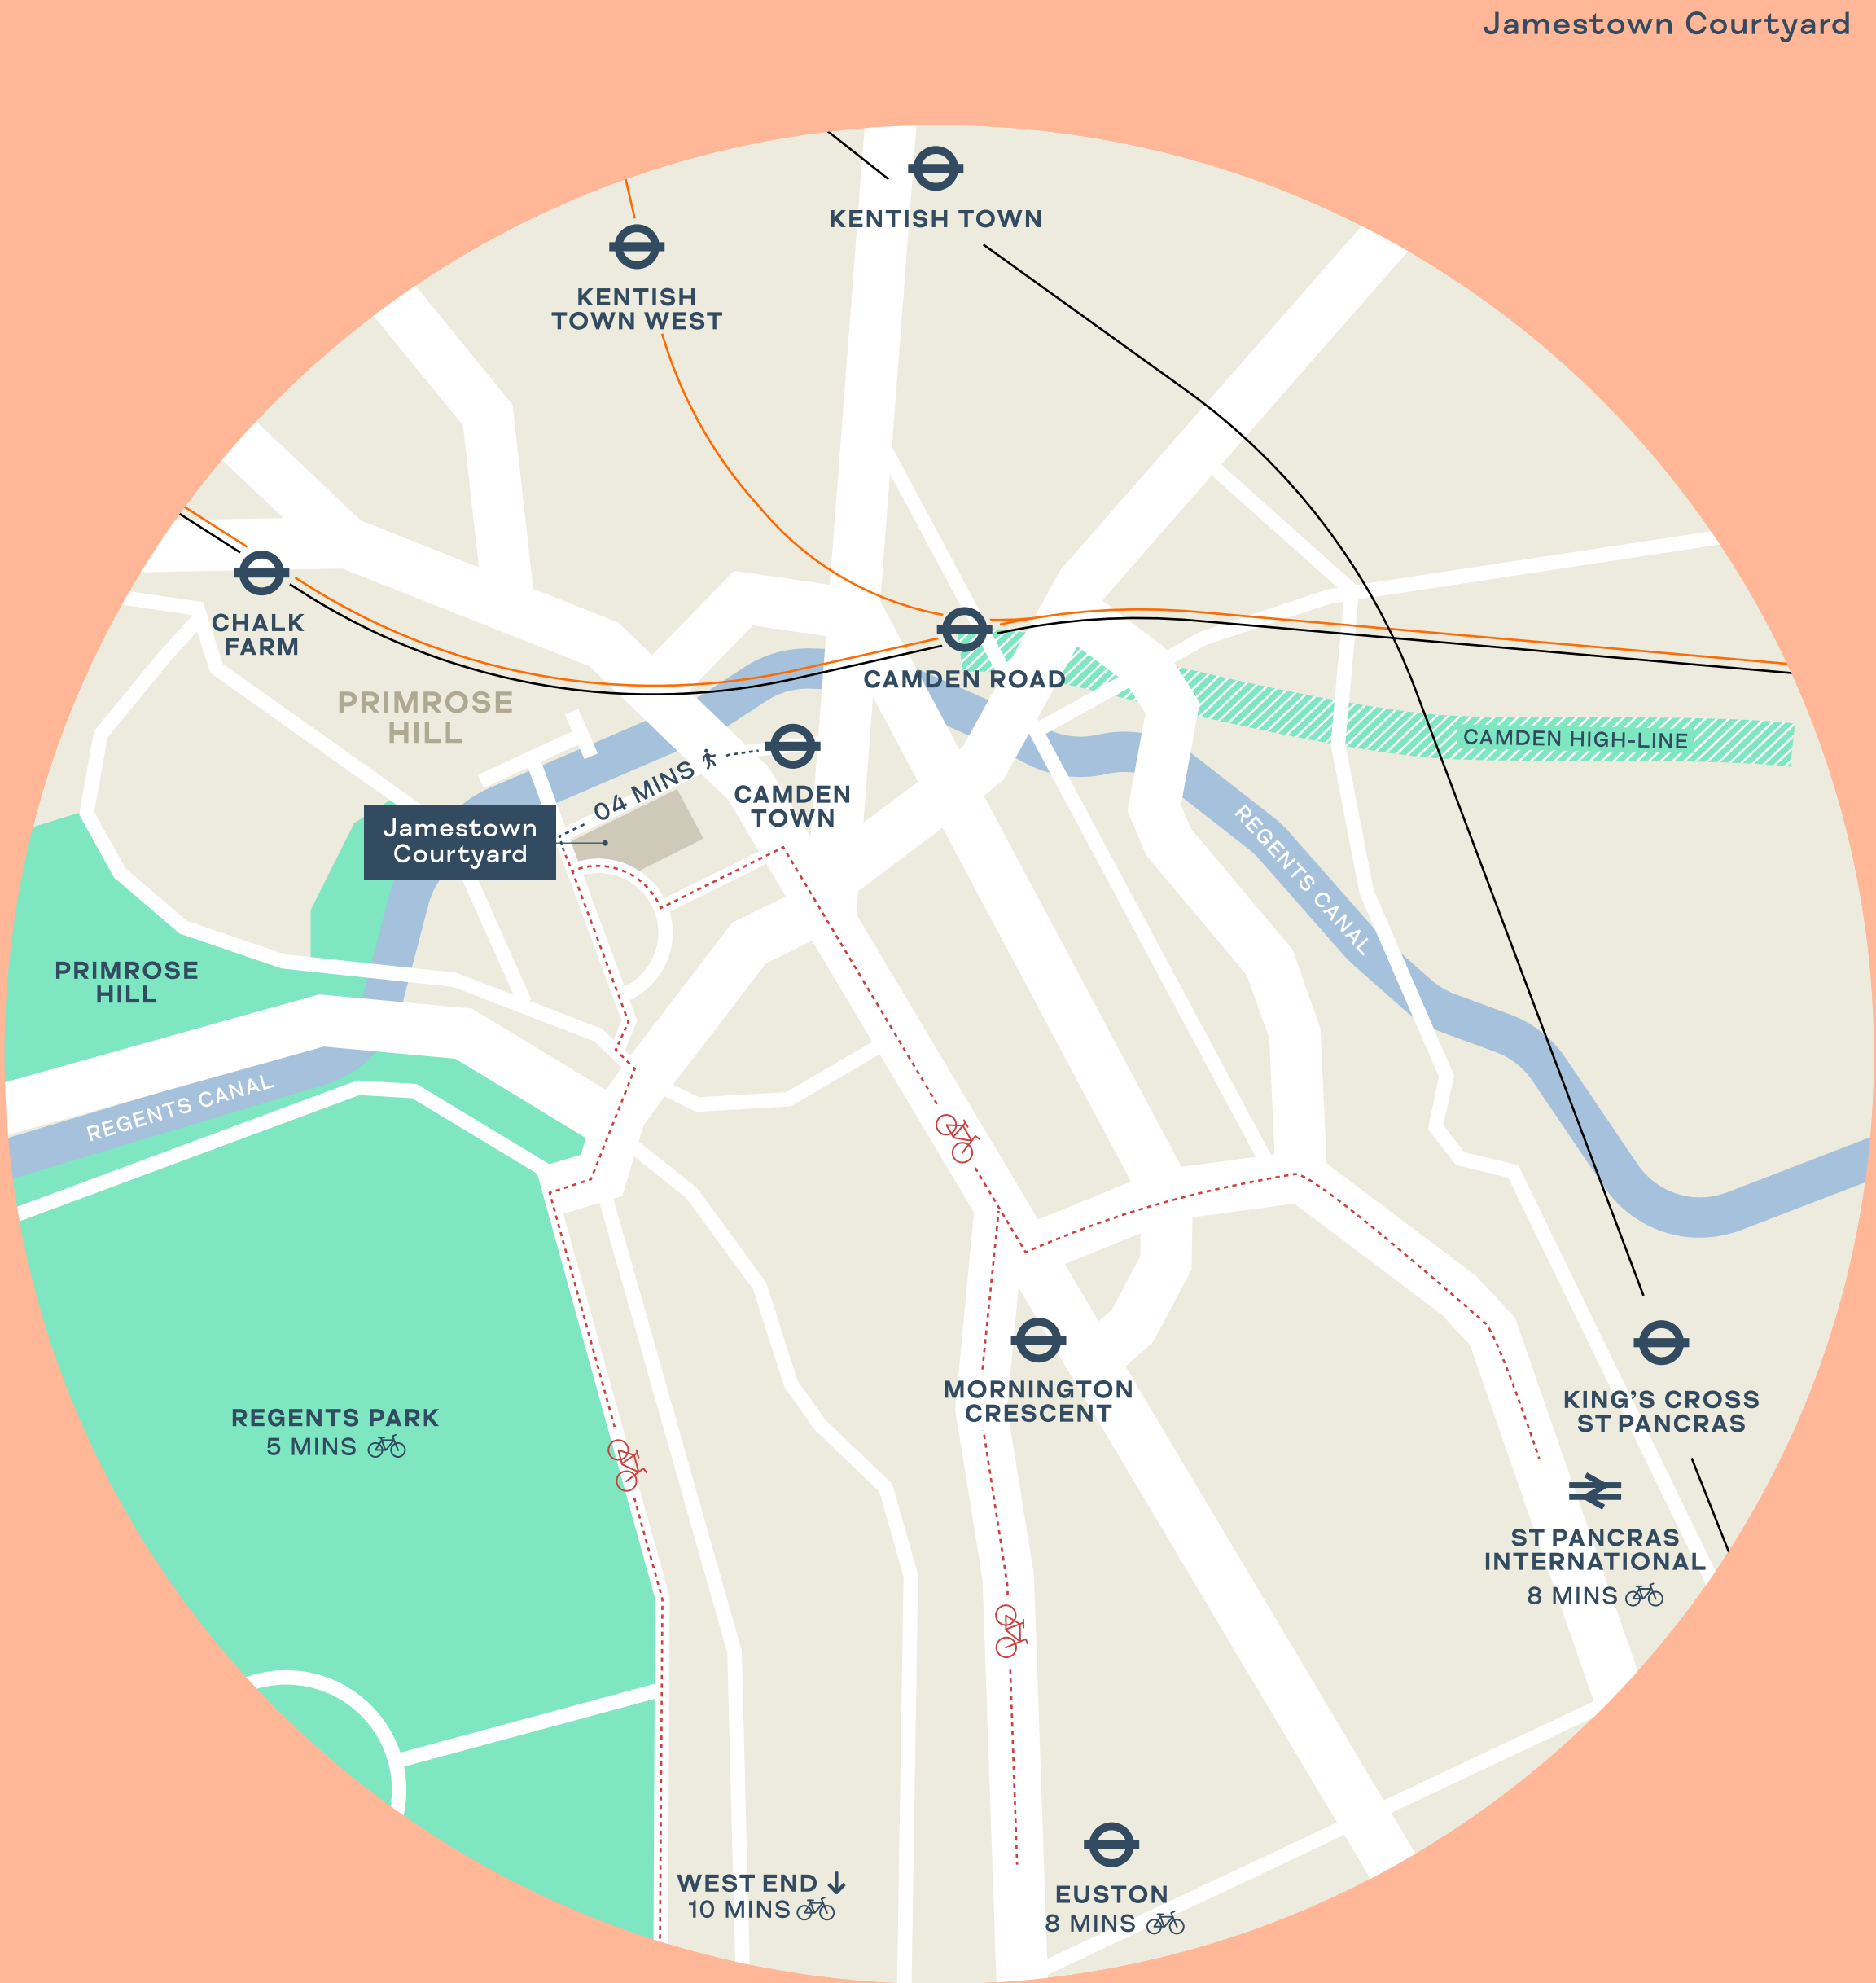 Jamestown Courtyard
KENTISH TOWN
KENTISH
TOWN WEST
CHALK
FARM
CAMDEN ROAD
PRIMROSE
HILL
CAMDEN HIGH-LINE
04 MINS
CAMDEN
TOWN
Jamestown
Courtyard
REGENTS CANAL
PRIMROSE
HILL
REGENTS CANAL
MORNINGTON
CRESCENT
KING’S CROSS
ST PANCRAS
REGENTS PARK
5 MINS
ST PANCRAS
INTERNATIONAL
8 MINS
WEST END ↓
10 MINS
EUSTON
8 MINS